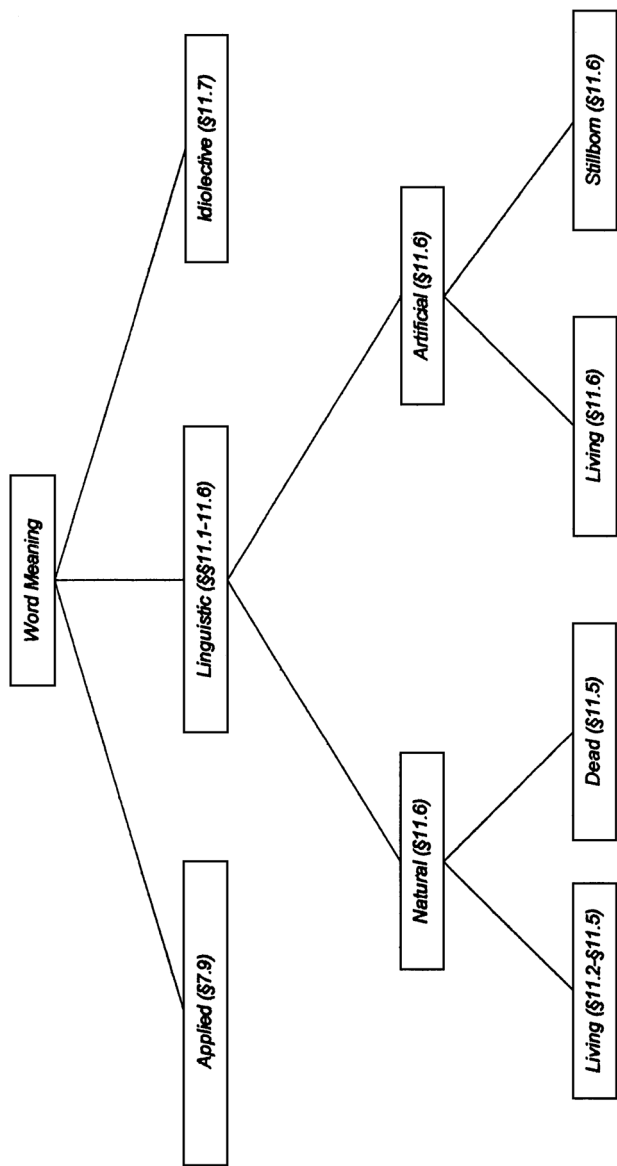 Word Meaning
Applied (§7.9)
Linguistic (§§11.1-11.6)
Idiolective (§11.7)
Natural (§11.6)
Artificial (§11.6)
Living (§11.2-§11.5)
Dead (§11.5)
Living (§11.6)
Stillborn (§11.6)